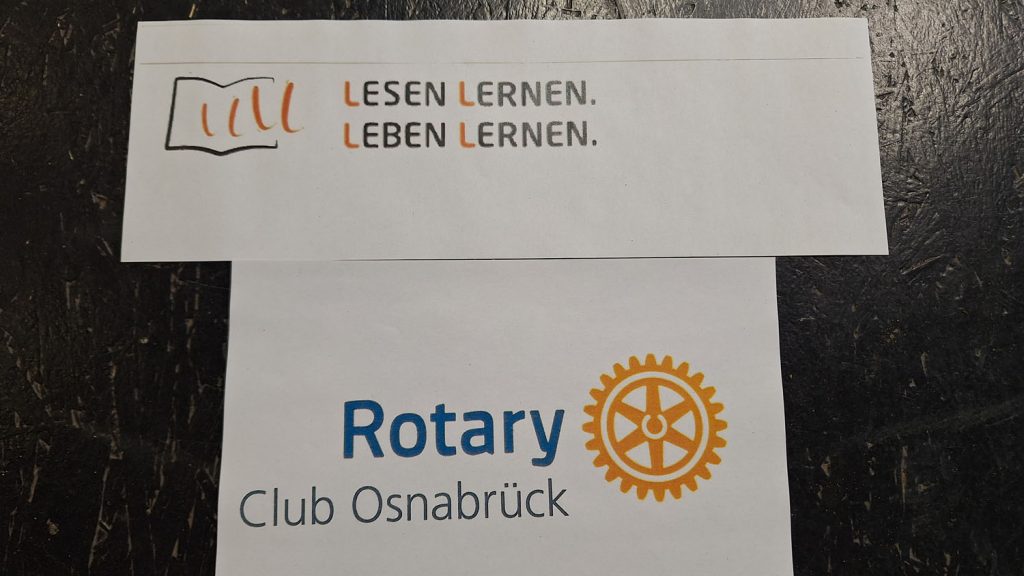 LESEN LERNEN.
LEBEN LERNEN.
Rotary
Club Osnabrück